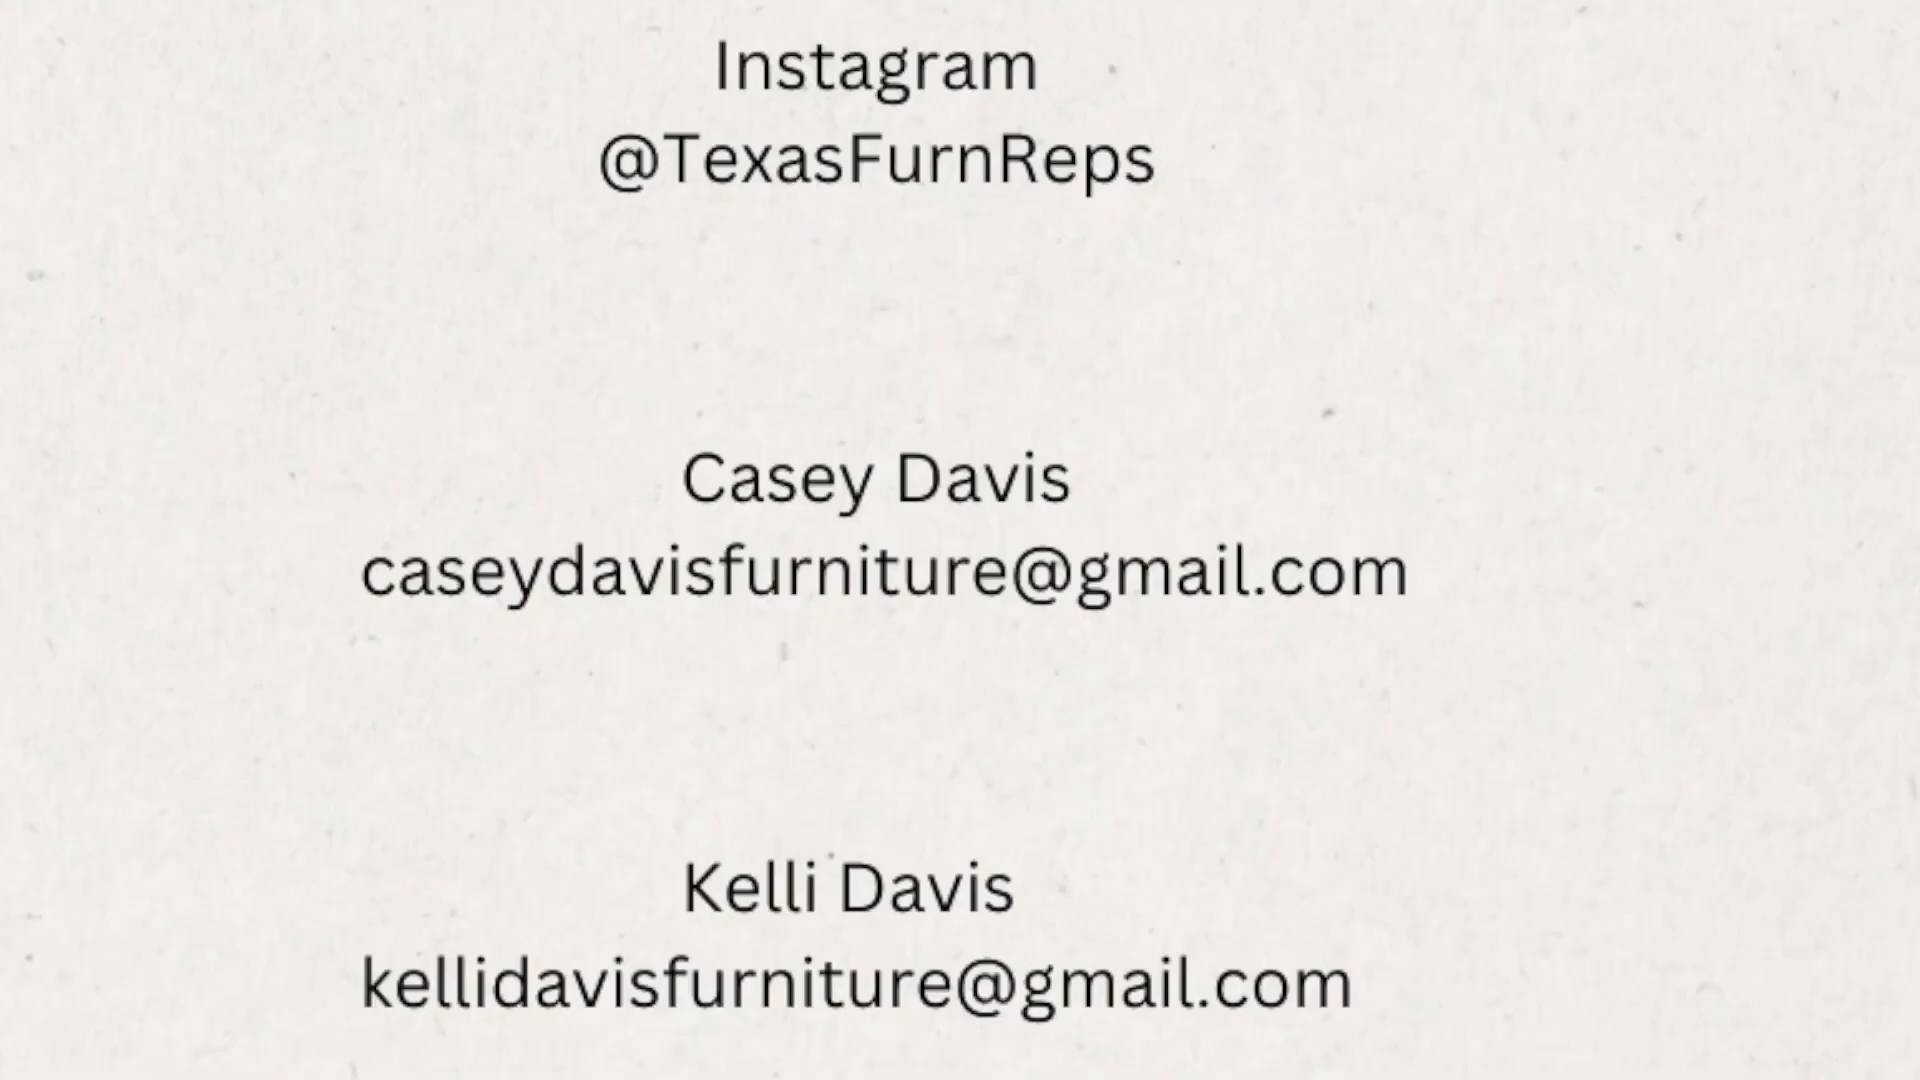 Instagram
@TexasFurnReps
Casey Davis
caseydavisfurniture@gmail.com
Kelli Davis
kellidavisfurniture@gmail.com